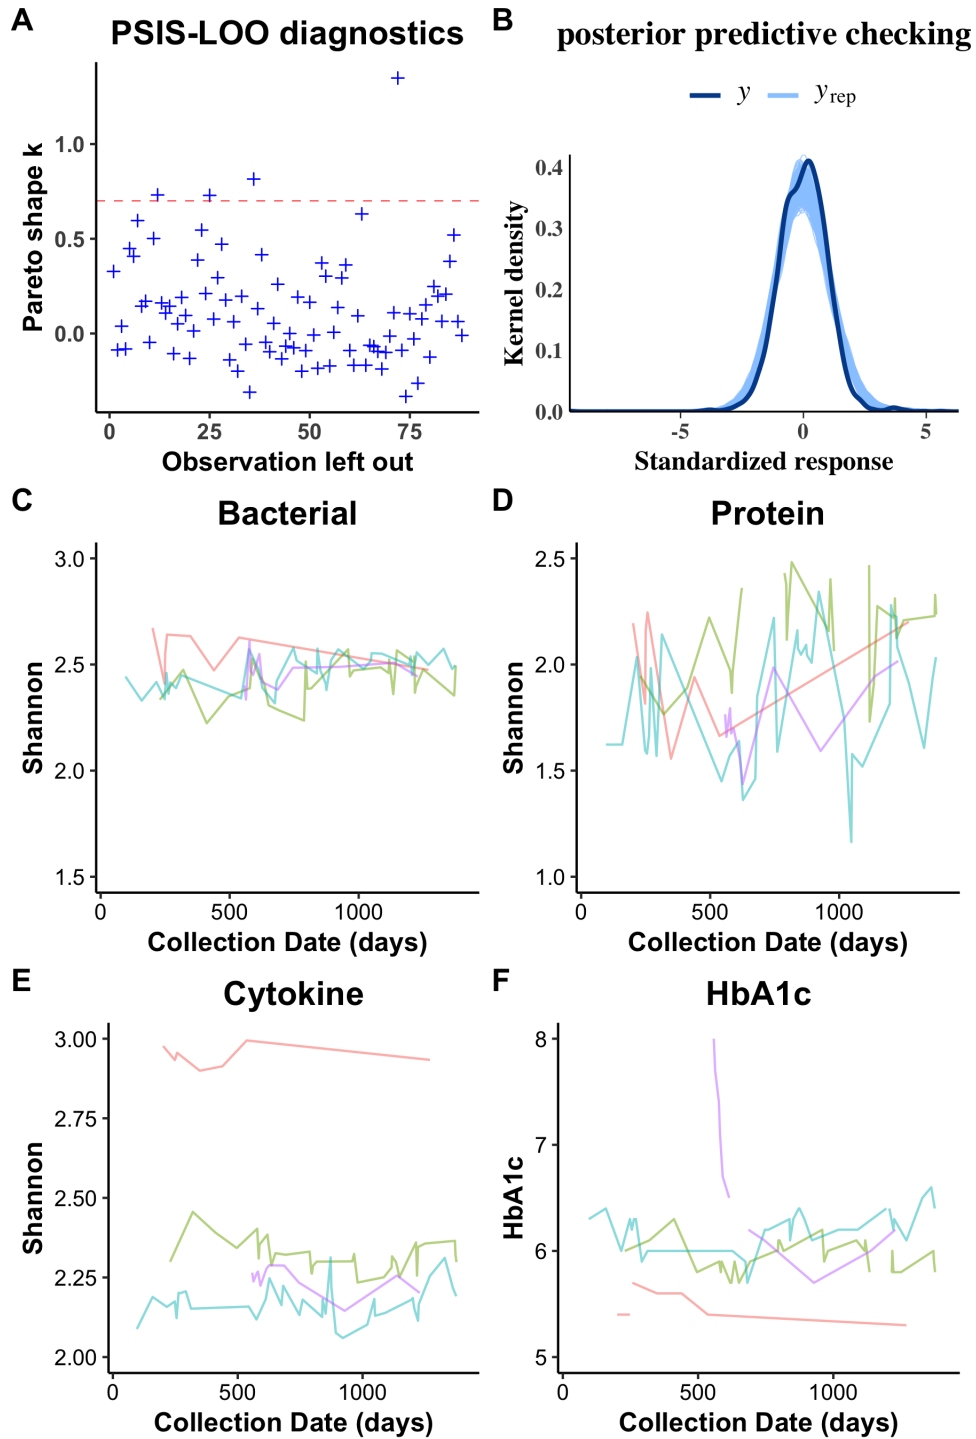 A
PSIS-LOO diagnostics
Pareto shape k
1.0
0.5
0.0
0 25 50 75
Observation left out
B
posterior predictive checking
y yrep
Kernel density
0.4
0.3
0.2
0.1
0.0
-5 0 5
Standardized response
C
Bacterial
Shannon
3.0
2.5
2.0
1.5
0 500 1000
Collection Date (days)
D
Protein
Shannon
2.5
2.0
1.5
1.0
0 500 1000
Collection Date (days)
E
Cytokine
Shannon
3.00
2.75
2.50
2.25
2.00
0 500 1000
Collection Date (days)
F
HbA1c
HbA1c
8
7
6
5
0 500 1000
Collection Date (days)